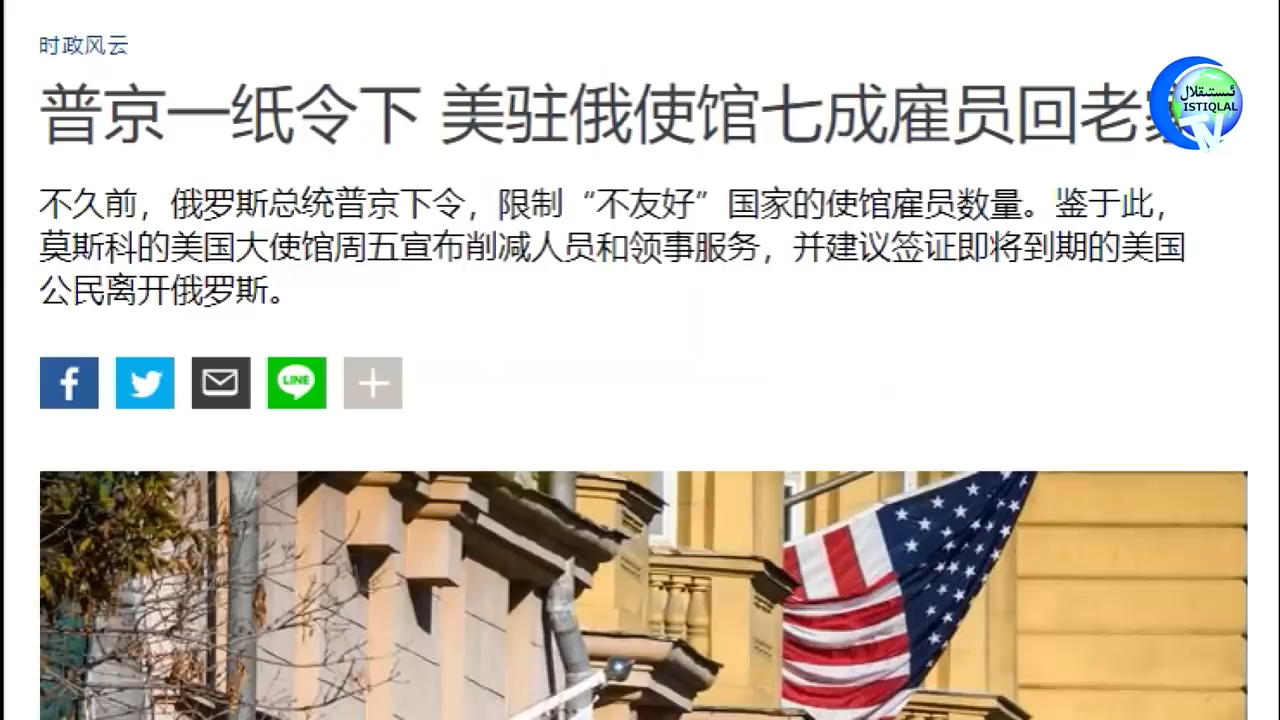 时政风云
普京一纸令下 美驻俄使馆七成雇员回老家
ئىستىقلال
ISTIQLAL
TV
不久前，俄罗斯总统普京下令，限制“不友好”国家的使馆雇员数量。鉴于此，
莫斯科的美国大使馆周五宣布削减人员和领事服务，并建议签证即将到期的美国
公民离开俄罗斯。
LINE